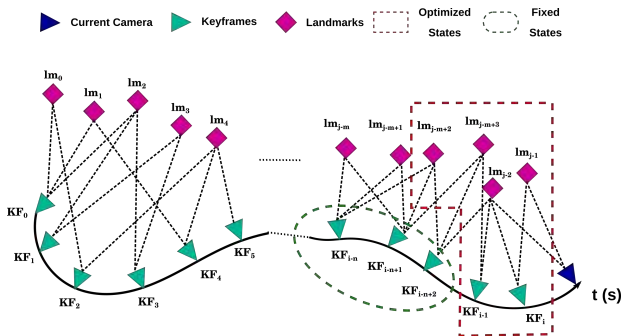 Current Camera
Keyframes
Landmarks
Optimized
States
Fixed
States
lm0
lm1
lm2
lm3
lm4
lmj-m
lmj-m+1
lmj-m+2
lmj-m+3
lmj-2
lmj-1
KF0
KF1
KF2
KF3
KF4
KF5
KFi-n
KFi-n+1
KFi-n+2
KFi-1
KFi
t (s)